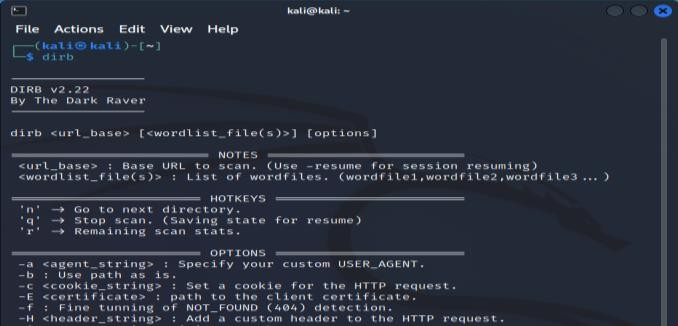 kali@kali: ~
File Actions Edit View Help
┌──(kali㉿kali)-[~]
└─$ dirb
-----------------
DIRB v2.22
By The Dark Raver
-----------------
dirb <url_base> [<wordlist_file(s)>] [options]
======================== NOTES ========================
<url_base> : Base URL to scan. (Use -resume for session resuming)
<wordlist_file(s)> : List of wordfiles. (wordfile1,wordfile2,wordfile3...)
======================== HOTKEYS ========================
'n' -> Go to next directory.
'q' -> Stop scan. (Saving state for resume)
'r' -> Remaining scan stats.
======================== OPTIONS ========================
-a <agent_string> : Specify your custom USER_AGENT.
-b : Use path as is.
-c <cookie_string> : Set a cookie for the HTTP request.
-E <certificate> : path to the client certificate.
-f : Fine tunning of NOT_FOUND (404) detection.
-H <header_string> : Add a custom header to the HTTP request.